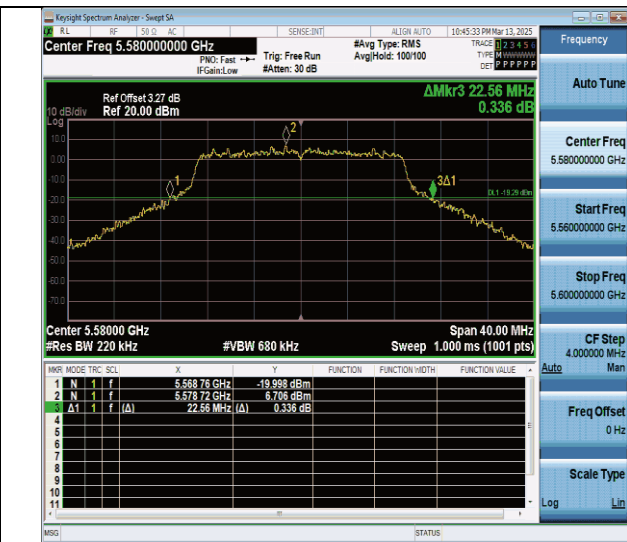 Keysight Spectrum Analyzer - Swept SA
RL RF 50 Ω AC SENSE:INT ALIGN AUTO 10:45:33 PM Mar 13, 2025
Center Freq 5.580000000 GHz
PNO: Fast
IFGain:Low
Trig: Free Run
#Atten: 30 dB
#Avg Type: RMS
Avg|Hold: 100/100
TRACE 1 2 3 4 5 6
TYPE M
DET P P P P P P
Ref Offset 3.27 dB
10 dB/div Ref 20.00 dBm
Log
ΔMkr3 22.56 MHz
0.336 dB
10.0
0.00
-10.0
-20.0
-30.0
-40.0
-50.0
-60.0
-70.0
1
2
3Δ1
DL1 -19.29 dBm
Center 5.58000 GHz Span 40.00 MHz
#Res BW 220 kHz #VBW 680 kHz Sweep 1.000 ms (1001 pts)
MKR MODE TRC SCL X Y FUNCTION FUNCTION WIDTH FUNCTION VALUE
1 N 1 f 5.568 76 GHz -19.998 dBm
2 N 1 f 5.578 72 GHz 6.706 dBm
3 Δ1 1 f (Δ) 22.56 MHz (Δ) 0.336 dB
4
5
6
7
8
9
10
11
MSG STATUS
Frequency
Auto Tune
Center Freq
5.580000000 GHz
Start Freq
5.560000000 GHz
Stop Freq
5.600000000 GHz
CF Step
4.000000 MHz
Auto Man
Freq Offset
0 Hz
Scale Type
Log Lin